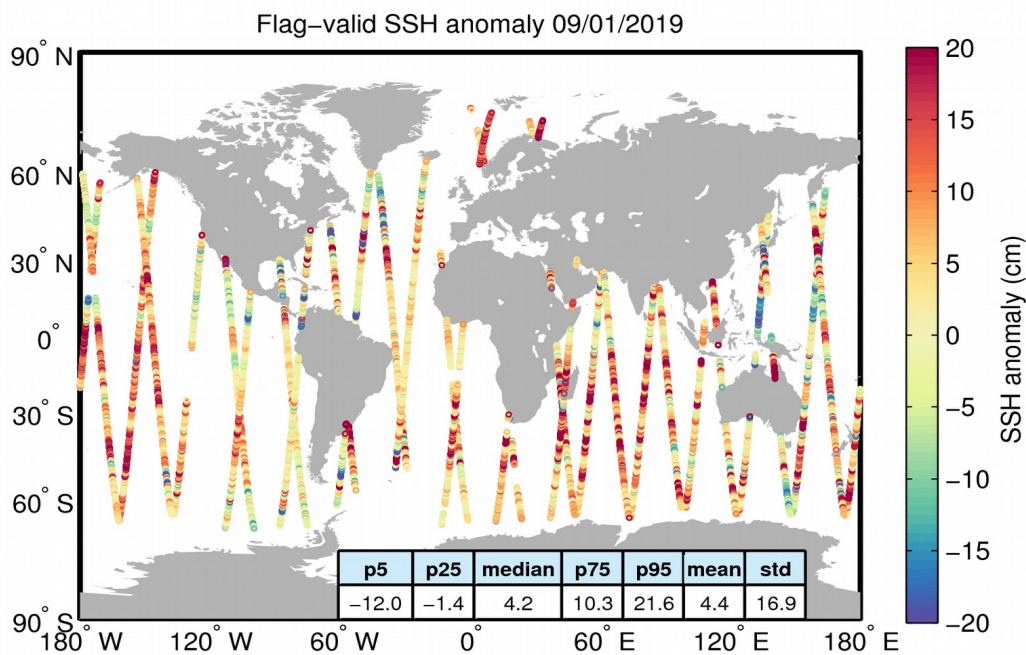 Flag−valid SSH anomaly 09/01/2019
90° N
60° N
30° N
0°
30° S
60° S
90° S
180° W
120° W
60° W
0°
60° E
120° E
180° E
p5 p25 median p75 p95 mean std
−12.0 −1.4 4.2 10.3 21.6 4.4 16.9
20
15
10
5
0
−5
−10
−15
−20
SSH anomaly (cm)